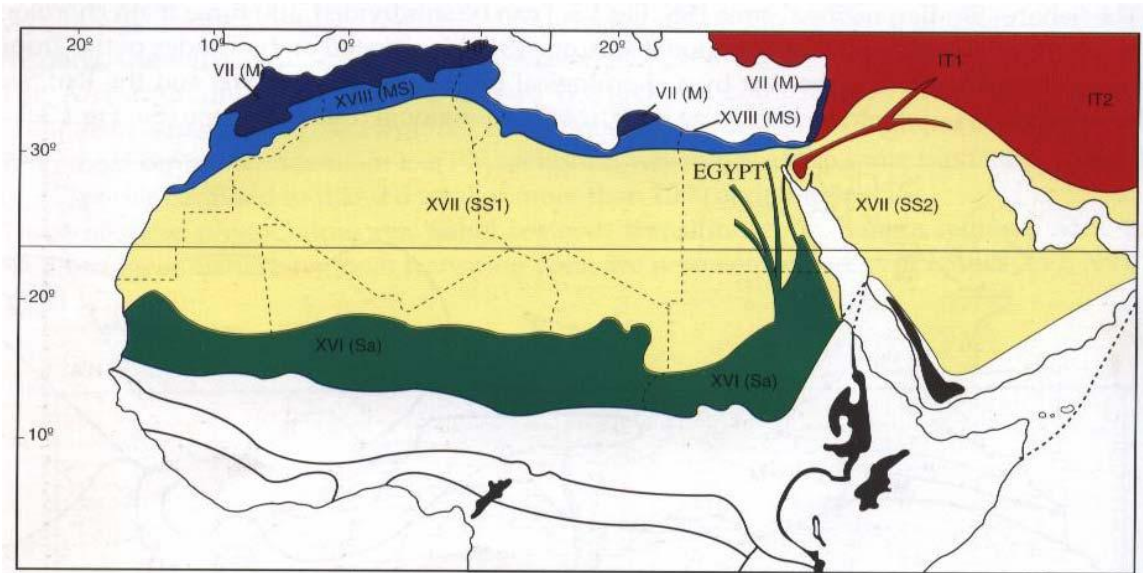 20º 10º 0º 10º 20º
VII (M)
XVIII (MS)
VII (M)
VII (M)
XVIII (MS)
IT1
IT2
30º
EGYPT
XVII (SS1)
XVII (SS2)
20º
XVI (Sa)
XVI (Sa)
10º